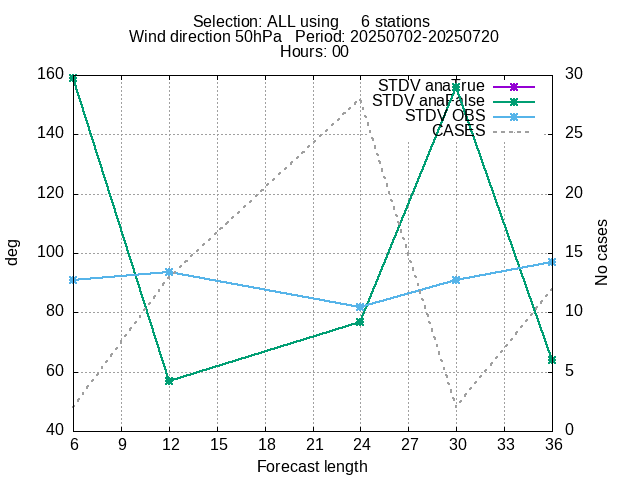 Selection: ALL using     6 stations
Wind direction 50hPa   Period: 20250702-20250720
Hours: 00
STDV anaTrue
STDV anaFalse
STDV OBS
CASES
160
140
120
100
80
60
40
30
25
20
15
10
5
0
deg
No cases
6 9 12 15 18 21 24 27 30 33 36
Forecast length